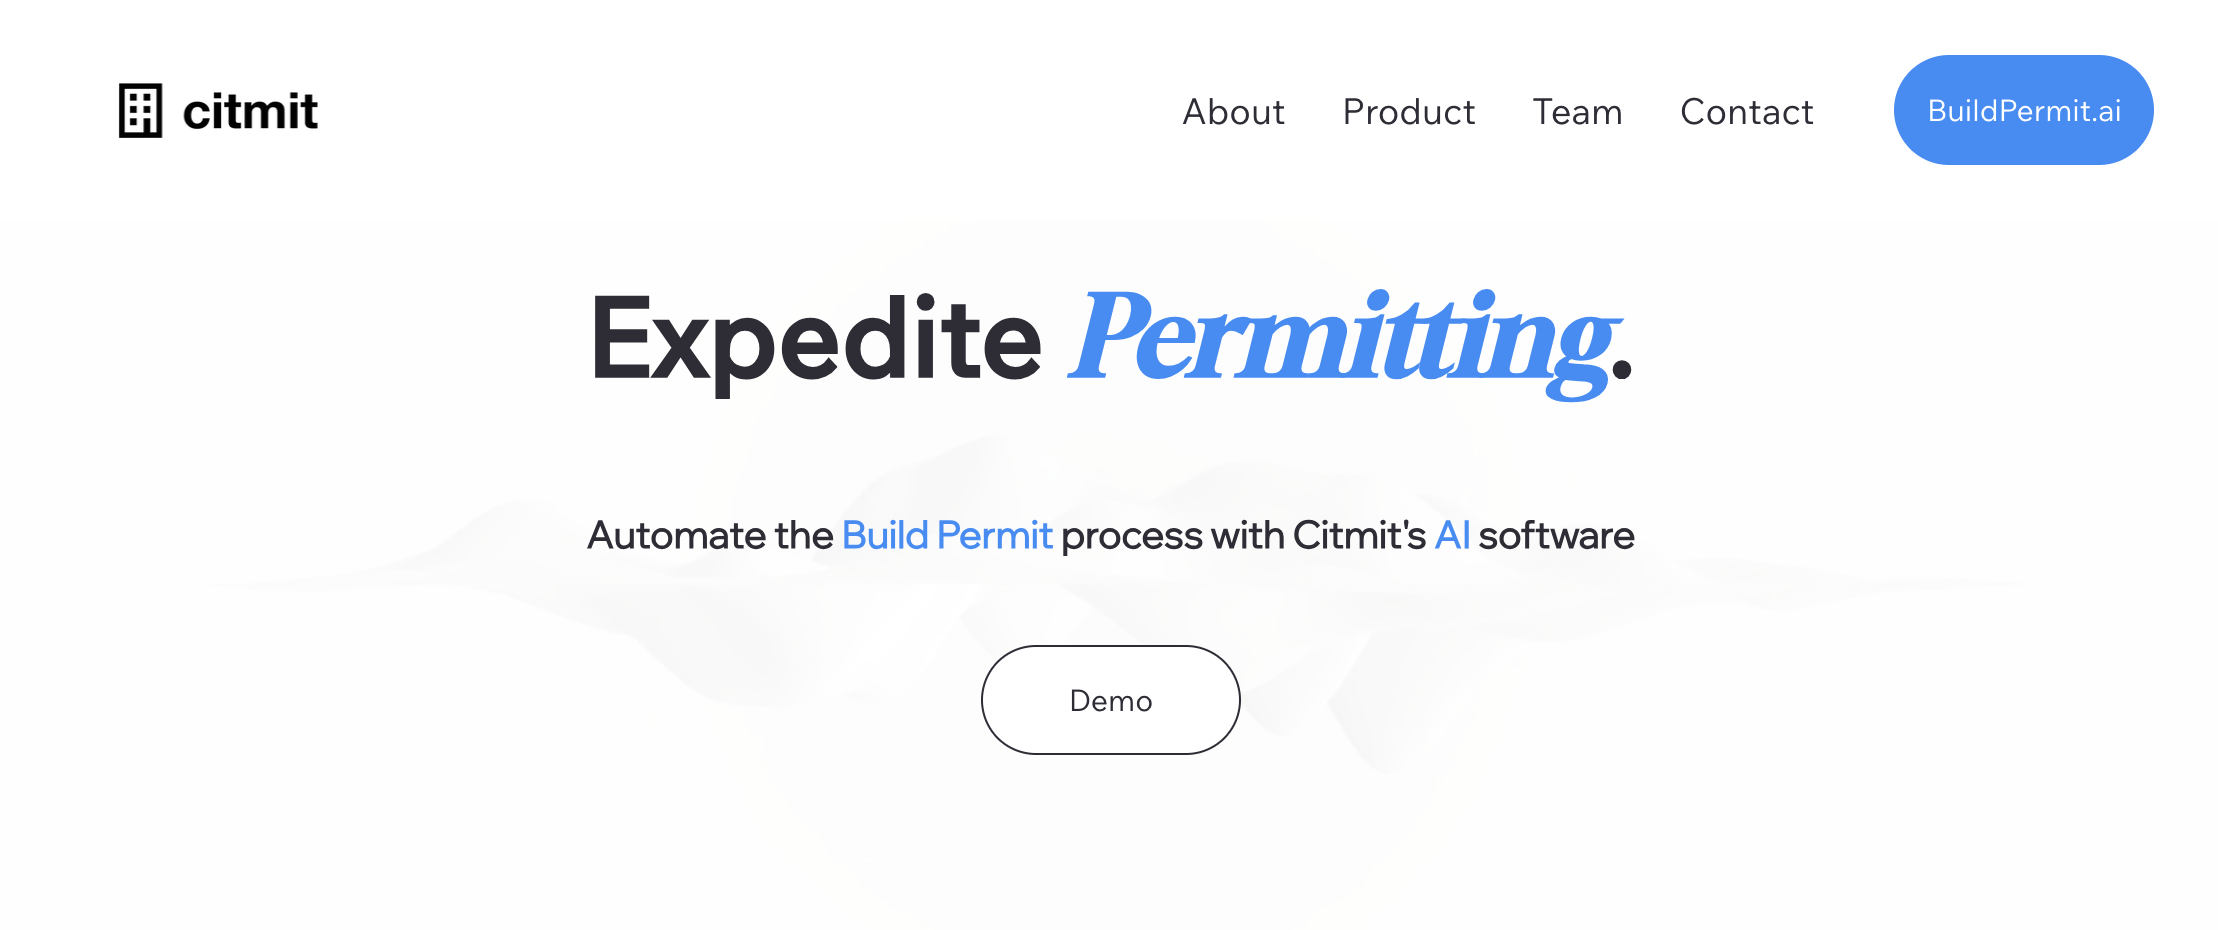 citmit
About
Product
Team
Contact
BuildPermit.ai
Expedite Permitting.
Automate the Build Permit process with Citmit's AI software
Demo